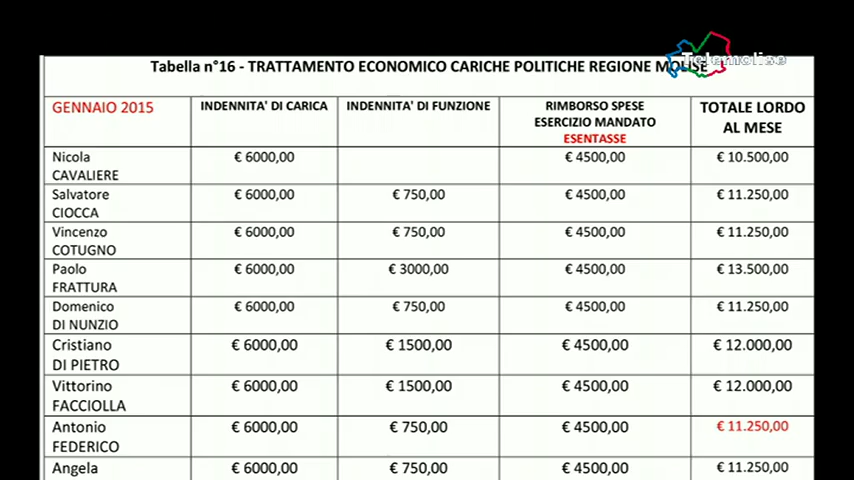 Telemolise
Tabella n°16 - TRATTAMENTO ECONOMICO CARICHE POLITICHE REGIONE MOLISE
GENNAIO 2015 INDENNITA' DI CARICA INDENNITA' DI FUNZIONE RIMBORSO SPESE ESERCIZIO MANDATO ESENTASSE TOTALE LORDO AL MESE
Nicola CAVALIERE € 6000,00 € 4500,00 € 10.500,00
Salvatore CIOCCA € 6000,00 € 750,00 € 4500,00 € 11.250,00
Vincenzo COTUGNO € 6000,00 € 750,00 € 4500,00 € 11.250,00
Paolo FRATTURA € 6000,00 € 3000,00 € 4500,00 € 13.500,00
Domenico DI NUNZIO € 6000,00 € 750,00 € 4500,00 € 11.250,00
Cristiano DI PIETRO € 6000,00 € 1500,00 € 4500,00 € 12.000,00
Vittorino FACCIOLLA € 6000,00 € 1500,00 € 4500,00 € 12.000,00
Antonio FEDERICO € 6000,00 € 750,00 € 4500,00 € 11.250,00
Angela € 6000,00 € 750,00 € 4500,00 € 11.250,00